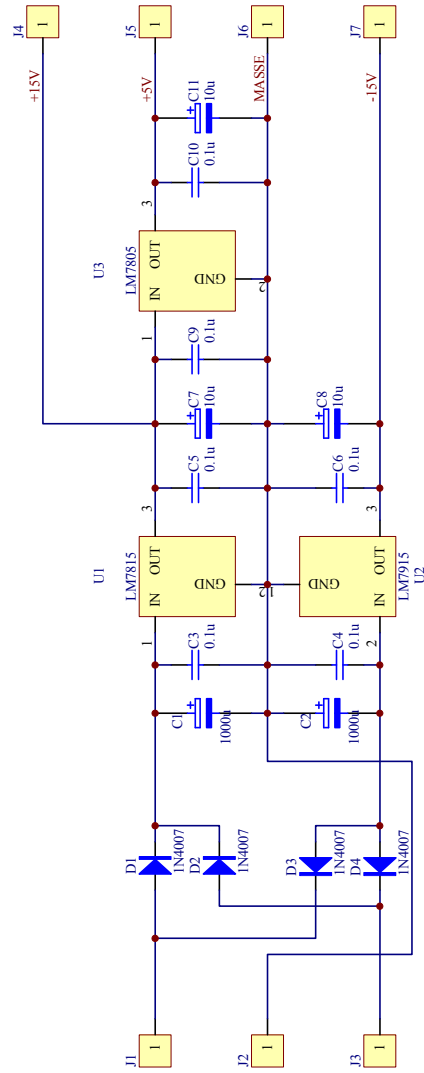 J4
1
+15V
J5
1
+5V
J6
1
MASSE
J7
1
-15V
C11
10u
C10
0.1u
3
U3
LM7805
IN
OUT
GND
2
1
C9
0.1u
C7
10u
C8
10u
C5
0.1u
C6
0.1u
3
3
U1
LM7815
IN
OUT
GND
2
1
GND
IN
OUT
LM7915
U2
1
2
C3
0.1u
C4
0.1u
C1
1000u
C2
1000u
D1
1N4007
D2
1N4007
D3
1N4007
D4
1N4007
J1
1
J2
1
J3
1